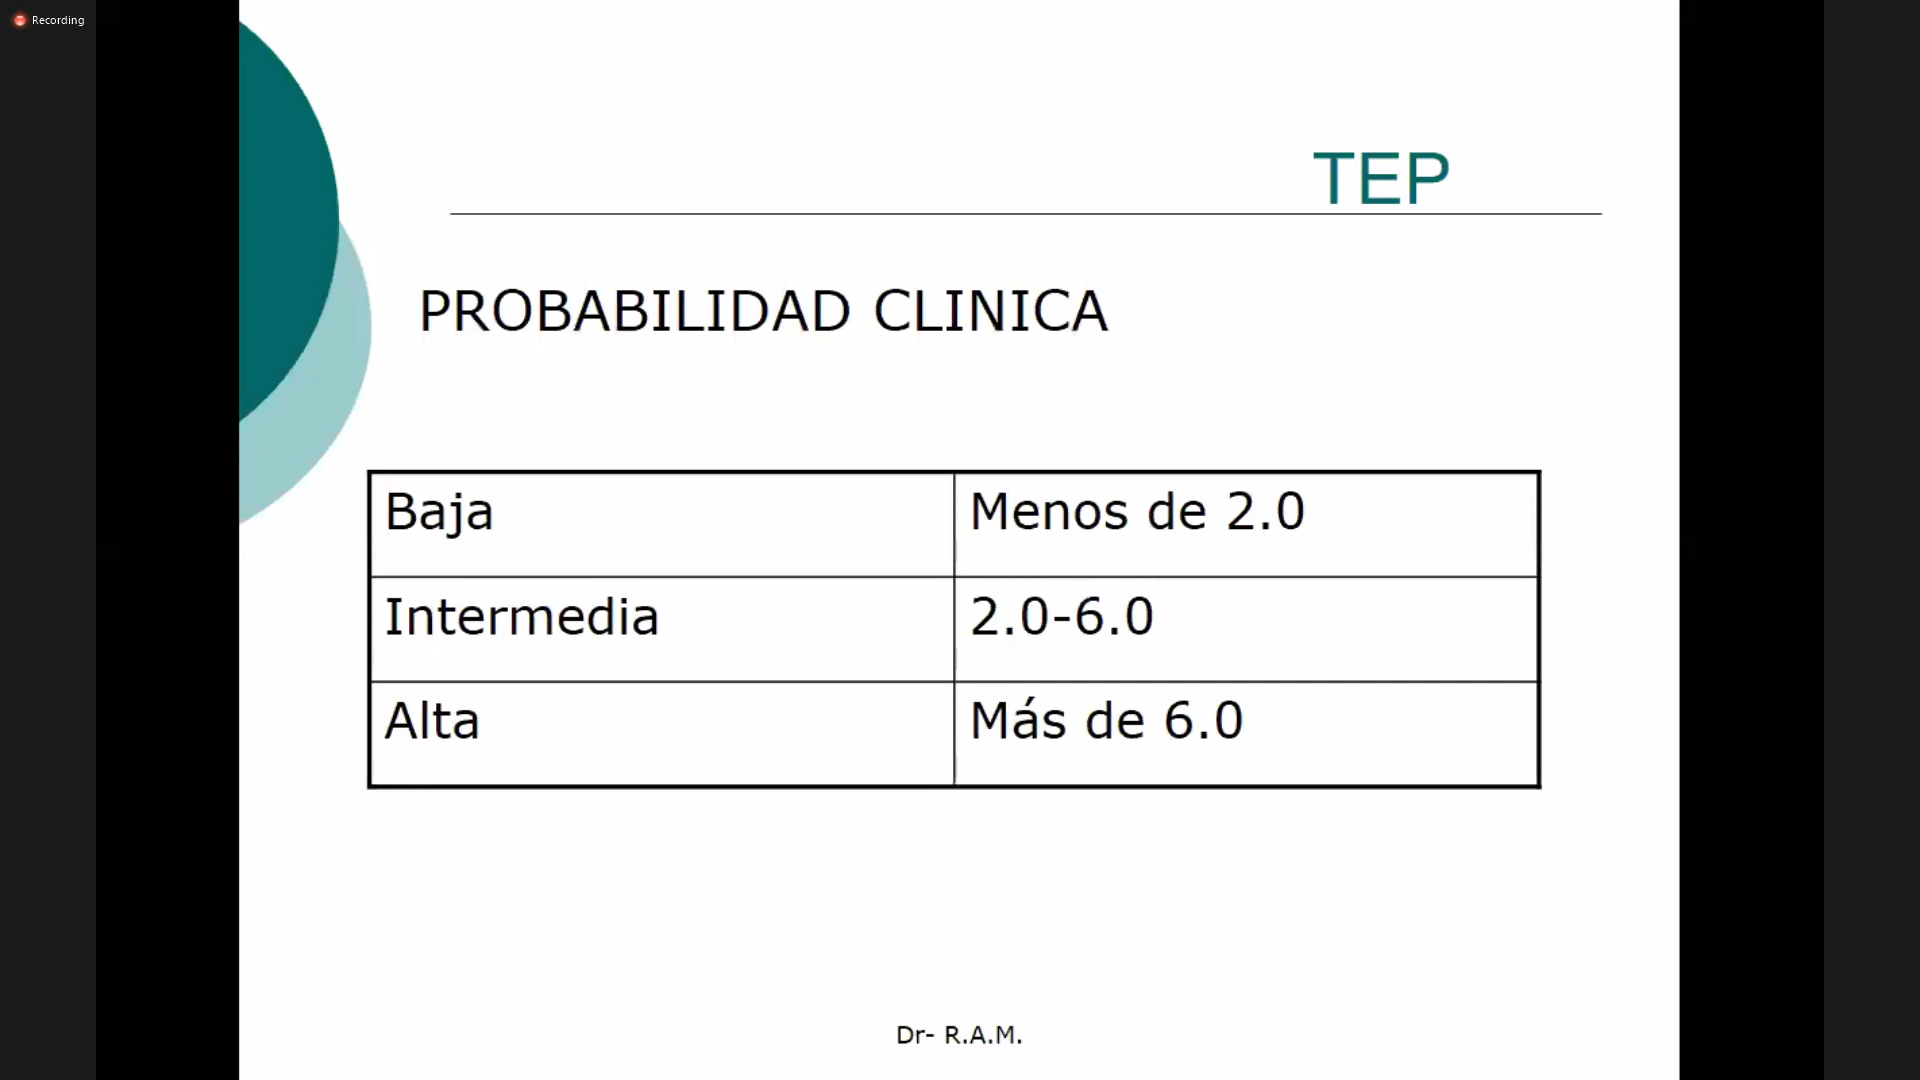 Recording
TEP
PROBABILIDAD CLINICA
Baja Menos de 2.0
Intermedia 2.0-6.0
Alta Más de 6.0
Dr- R.A.M.